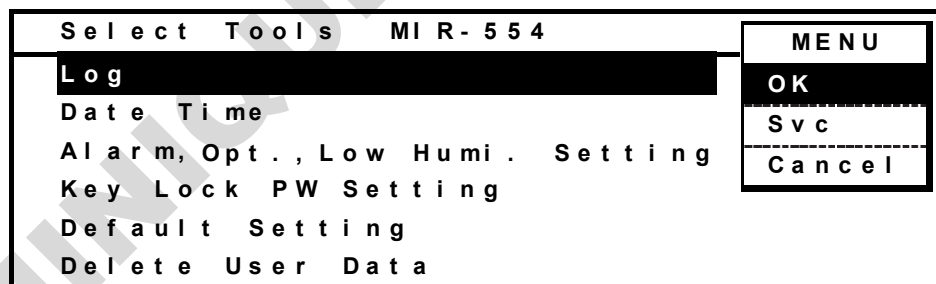 Select Tools MIR-554
Log
Date Time
Alarm, Opt., Low Humi. Setting
Key Lock PW Setting
Default Setting
Delete User Data
MENU
OK
Svc
Cancel